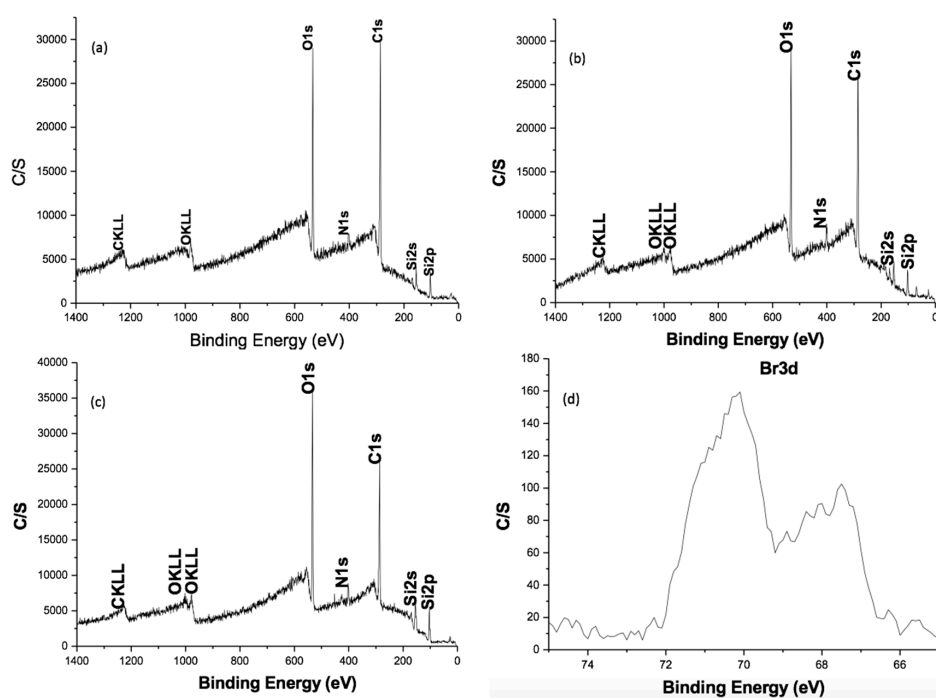 (a)
C/S
30000
25000
20000
15000
10000
5000
0
O1s
C1s
CKLL
OKLL
N1s
Si2s
Si2p
1400 1200 1000 800 600 400 200 0
Binding Energy (eV)
(b)
C/S
30000
25000
20000
15000
10000
5000
0
O1s
C1s
CKLL
OKLL
OKLL
N1s
Si2s
Si2p
1400 1200 1000 800 600 400 200 0
Binding Energy (eV)
(c)
C/S
40000
35000
30000
25000
20000
15000
10000
5000
0
O1s
C1s
CKLL
OKLL
OKLL
N1s
Si2s
Si2p
1400 1200 1000 800 600 400 200 0
Binding Energy (eV)
Br3d
(d)
C/S
180
160
140
120
100
80
60
40
20
0
74 72 70 68 66
Binding Energy (eV)